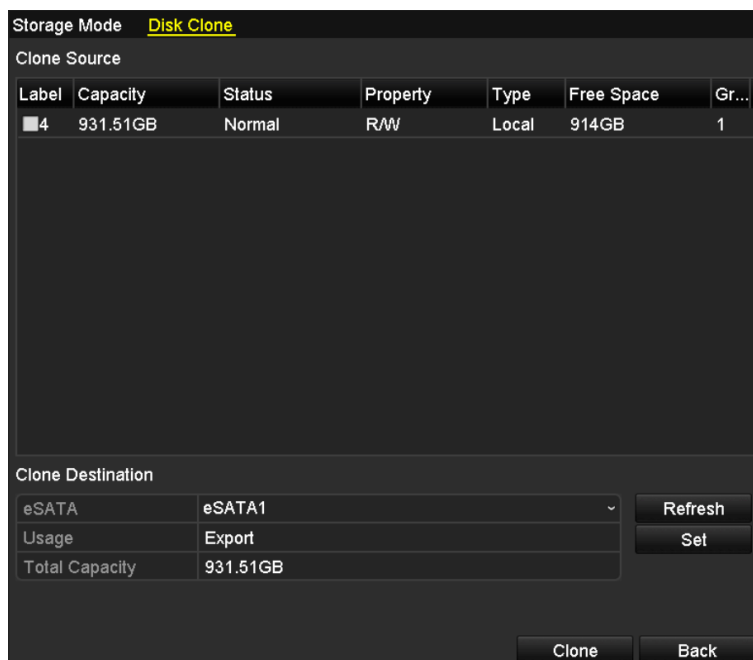 Storage Mode Disk Clone
Clone Source
Label Capacity Status Property Type Free Space Gr...
4 931.51GB Normal R/W Local 914GB 1
Clone Destination
eSATA eSATA1 Refresh
Usage Export Set
Total Capacity 931.51GB
Clone Back